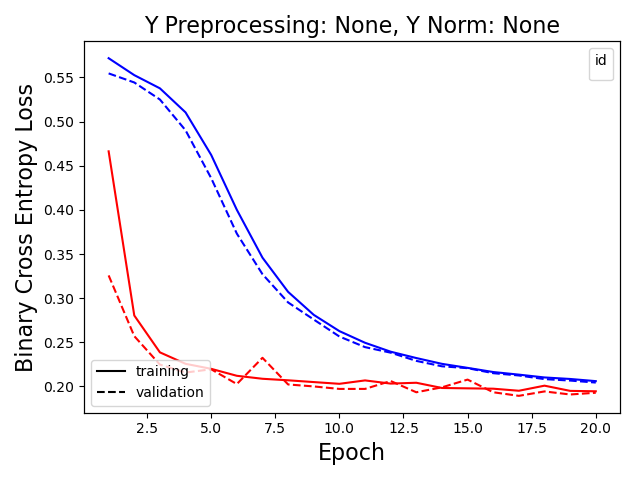 Y Preprocessing: None, Y Norm: None
id
Binary Cross Entropy Loss
0.55
0.50
0.45
0.40
0.35
0.30
0.25
0.20
training
validation
2.5 5.0 7.5 10.0 12.5 15.0 17.5 20.0
Epoch